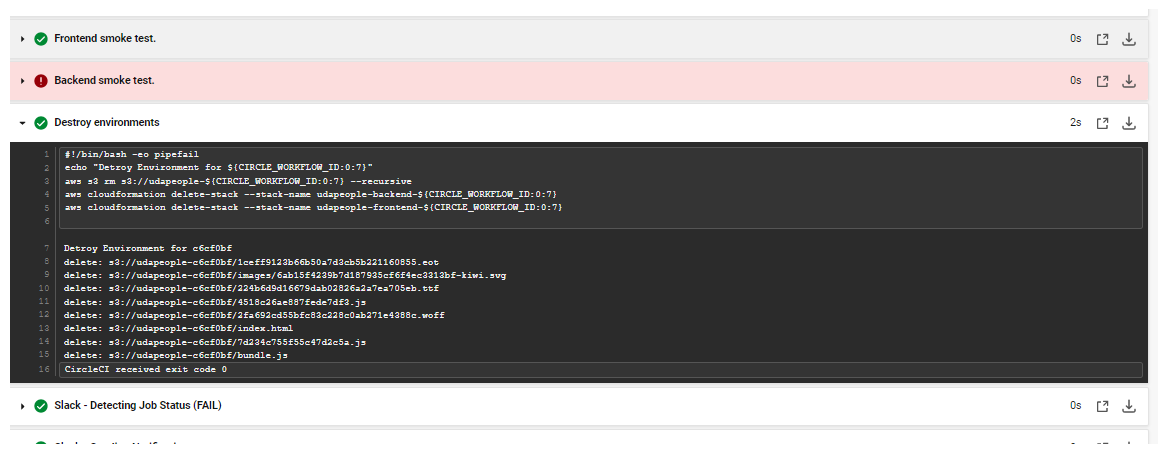 Frontend smoke test. 0s
Backend smoke test. 0s
Destroy environments 2s
1 #!/bin/bash -eo pipefail
2 echo "Detroy Environment for ${CIRCLE_WORKFLOW_ID:0:7}"
3 aws s3 rm s3://udapeople-${CIRCLE_WORKFLOW_ID:0:7} --recursive
4 aws cloudformation delete-stack --stack-name udapeople-backend-${CIRCLE_WORKFLOW_ID:0:7}
5 aws cloudformation delete-stack --stack-name udapeople-frontend-${CIRCLE_WORKFLOW_ID:0:7}
6
7 Detroy Environment for c6cf0bf
8 delete: s3://udapeople-c6cf0bf/1ceff9123b66b50a7d3cb5b221160855.eot
9 delete: s3://udapeople-c6cf0bf/images/6ab15f4239b7d187935cf6f4ec3313bf-kiwi.svg
10 delete: s3://udapeople-c6cf0bf/224b6d9d16679dab02826a2a7ea705eb.ttf
11 delete: s3://udapeople-c6cf0bf/4518c26ae887fede7df3.js
12 delete: s3://udapeople-c6cf0bf/2fa692cd55bfc83c228c0ab271e4388c.woff
13 delete: s3://udapeople-c6cf0bf/index.html
14 delete: s3://udapeople-c6cf0bf/7d234c755f55c47d2c5a.js
15 delete: s3://udapeople-c6cf0bf/bundle.js
16 CircleCI received exit code 0
Slack - Detecting Job Status (FAIL) 0s